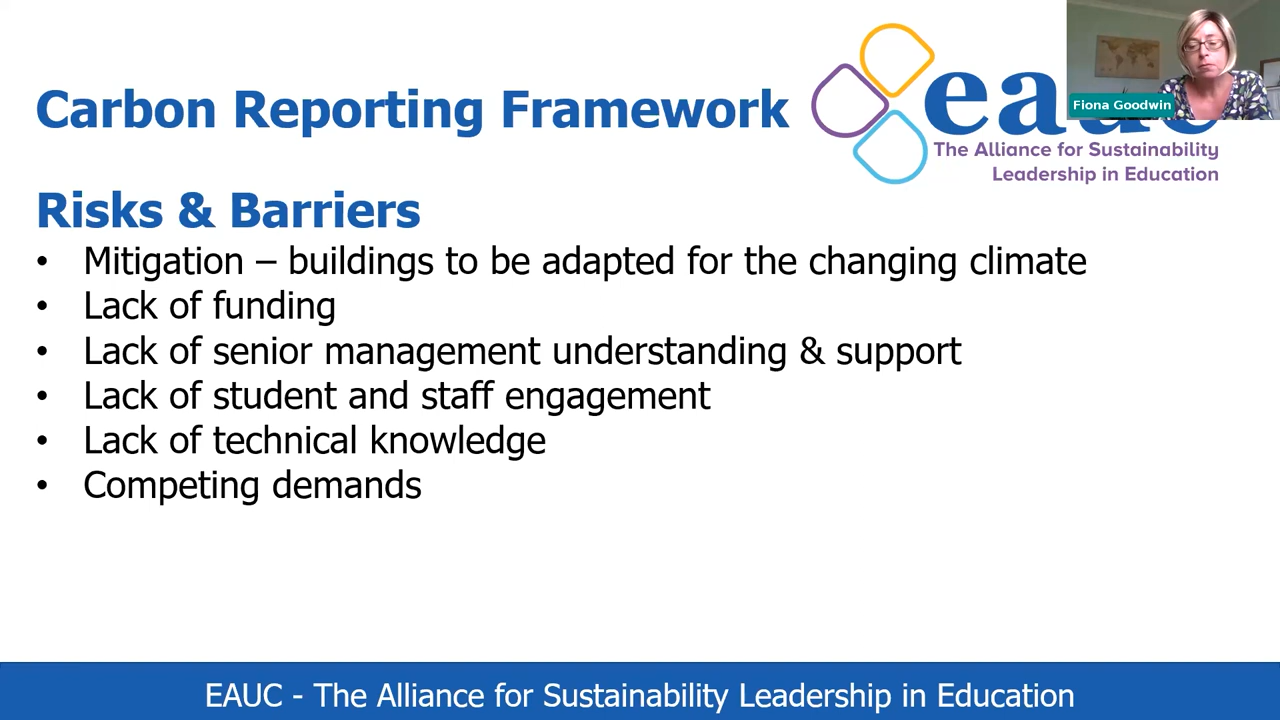 Carbon Reporting Framework
eauc
Fiona Goodwin
The Alliance for Sustainability
Leadership in Education
Risks & Barriers
• Mitigation – buildings to be adapted for the changing climate
• Lack of funding
• Lack of senior management understanding & support
• Lack of student and staff engagement
• Lack of technical knowledge
• Competing demands
EAUC - The Alliance for Sustainability Leadership in Education